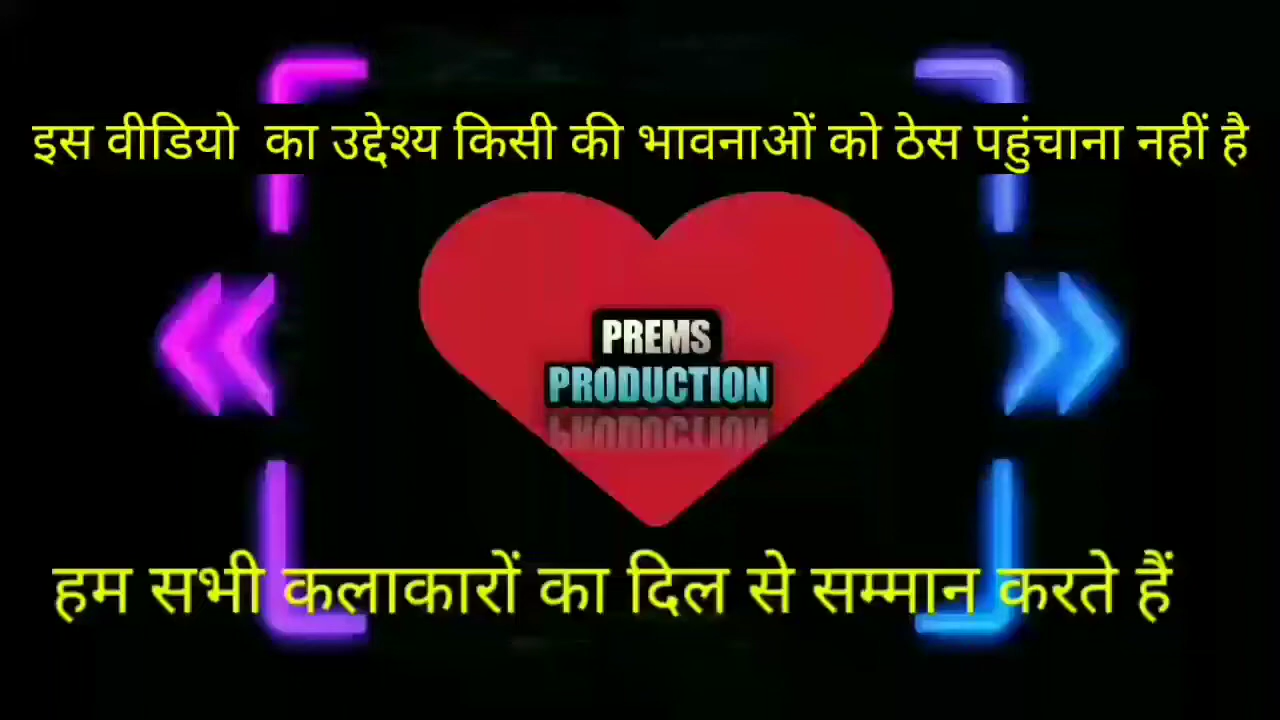 इस वीडियो का उद्देश्य किसी की भावनाओं को ठेस पहुंचाना नहीं है
PREMS
PRODUCTION
हम सभी कलाकारों का दिल से सम्मान करते हैं